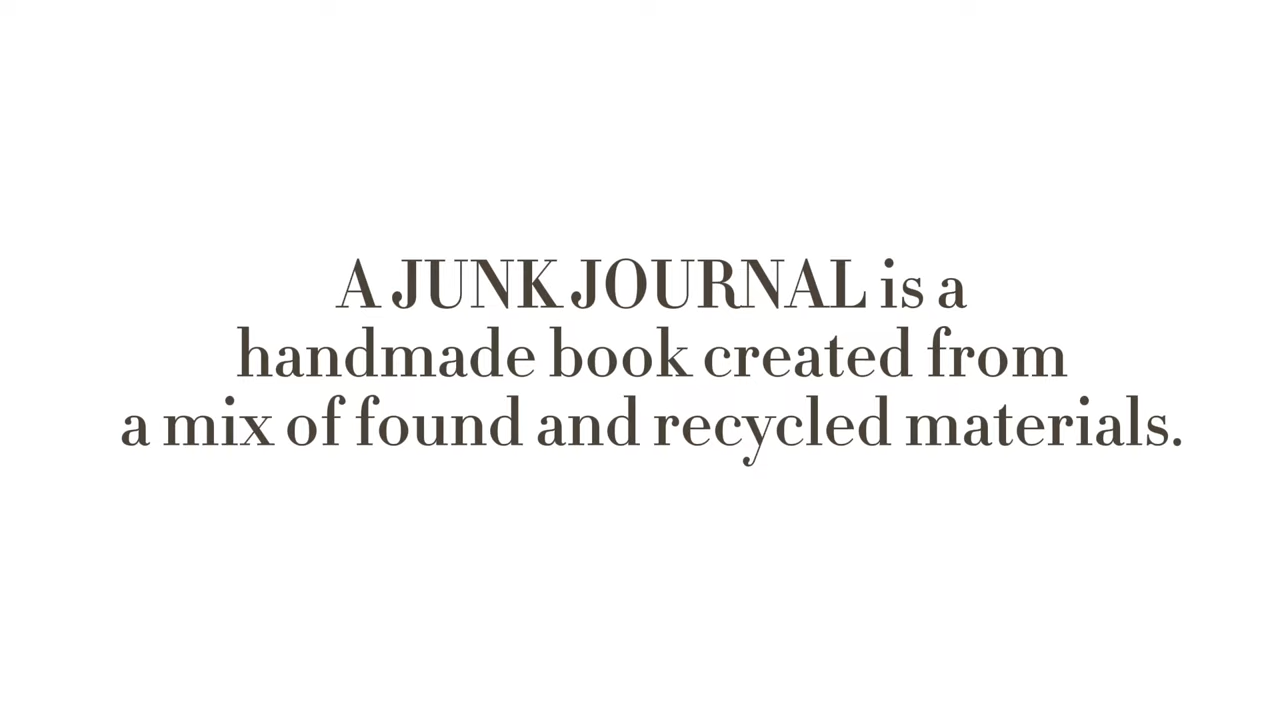 A JUNK JOURNAL is a
handmade book created from
a mix of found and recycled materials.